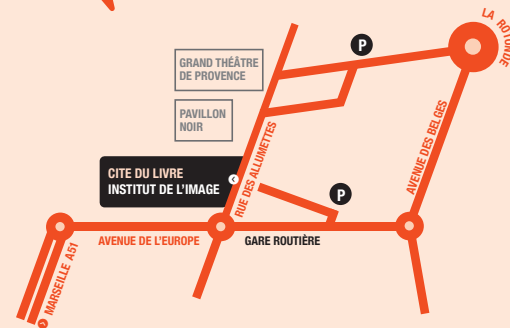 LA ROTONDE
P
GRAND THÉÂTRE
DE PROVENCE
PAVILLON
NOIR
RUE DES ALLUMETTES
AVENUE DES BELGES
CITE DU LIVRE
INSTITUT DE L'IMAGE
P
AVENUE DE L'EUROPE
GARE ROUTIÈRE
MARSEILLE A51